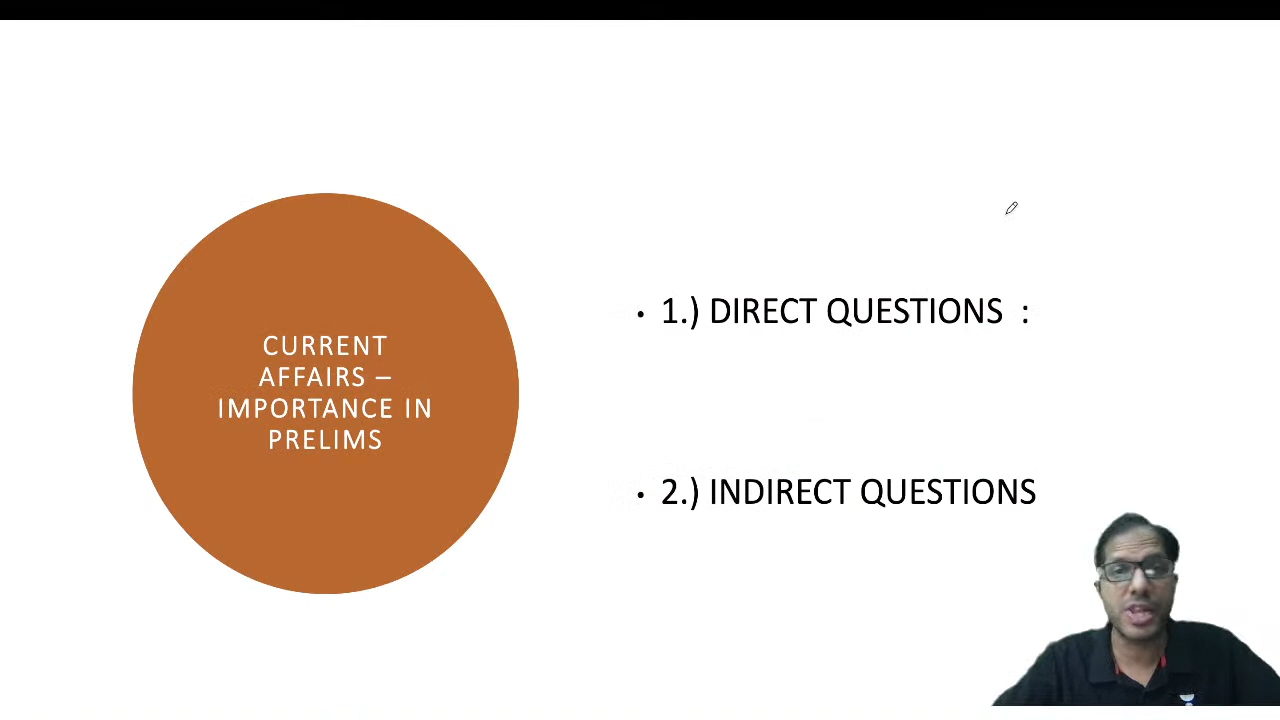 CURRENT
AFFAIRS –
IMPORTANCE IN
PRELIMS
• 1.) DIRECT QUESTIONS :
• 2.) INDIRECT QUESTIONS